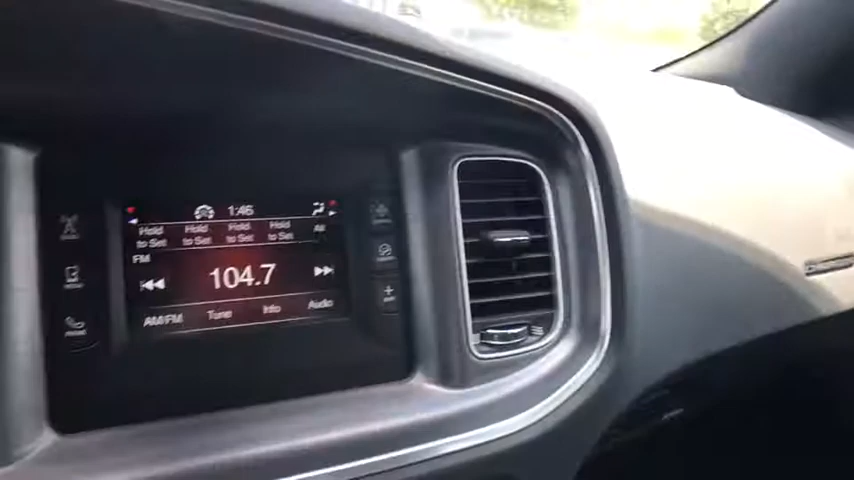 1:46
Hold to Set Hold to Set Hold to Set Hold to Set All
FM
104.7
AM/FM Tune Info Audio